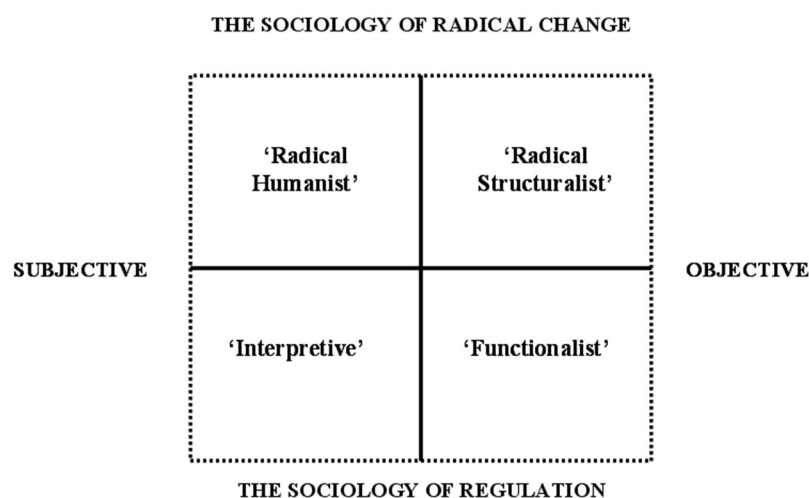 THE SOCIOLOGY OF RADICAL CHANGE
‘Radical
Humanist’
‘Radical
Structuralist’
SUBJECTIVE
OBJECTIVE
‘Interpretive’
‘Functionalist’
THE SOCIOLOGY OF REGULATION